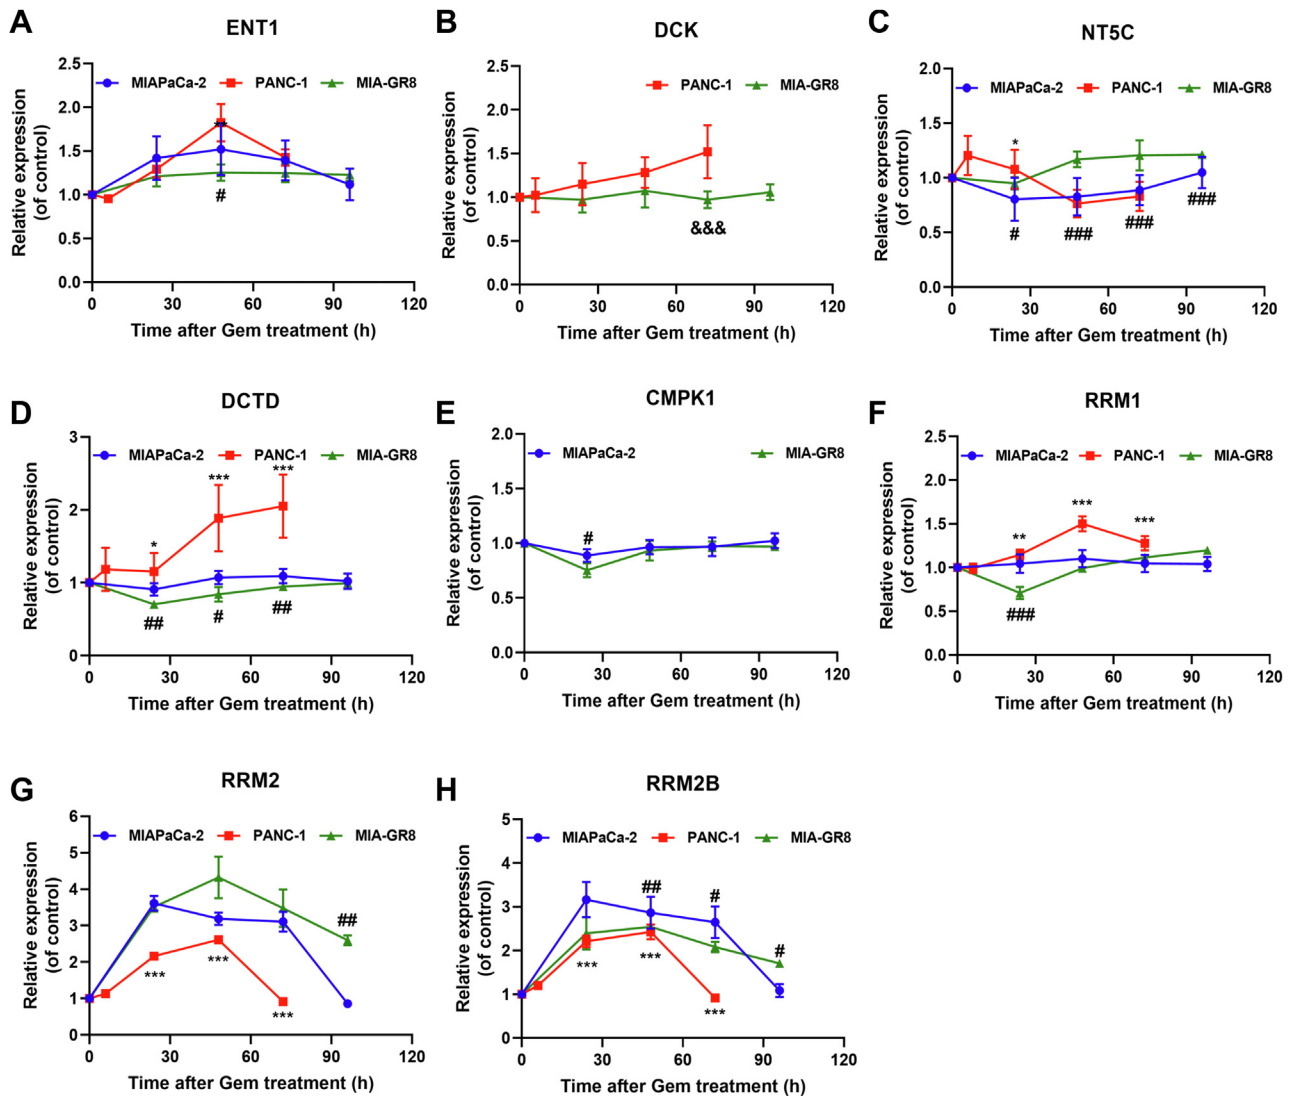 A
ENT1
MIAPaCa-2 PANC-1 MIA-GR8
Relative expression
(of control)
2.5
2.0
1.5
1.0
0.5
0.0
**
#
0 30 60 90 120
Time after Gem treatment (h)
B
DCK
PANC-1 MIA-GR8
Relative expression
(of control)
2.5
2.0
1.5
1.0
0.5
0.0
&&&
0 30 60 90 120
Time after Gem treatment (h)
C
NT5C
MIAPaCa-2 PANC-1 MIA-GR8
Relative expression
(of control)
2.0
1.5
1.0
0.5
0.0
*
# ### ### ###
0 30 60 90 120
Time after Gem treatment (h)
D
DCTD
MIAPaCa-2 PANC-1 MIA-GR8
Relative expression
(of control)
3
2
1
0
* *** ***
## # ##
0 30 60 90 120
Time after Gem treatment (h)
E
CMPK1
MIAPaCa-2 MIA-GR8
Relative expression
(of control)
2.0
1.5
1.0
0.5
0.0
#
0 30 60 90 120
Time after Gem treatment (h)
F
RRM1
MIAPaCa-2 PANC-1 MIA-GR8
Relative expression
(of control)
2.5
2.0
1.5
1.0
0.5
0.0
** *** ***
###
0 30 60 90 120
Time after Gem treatment (h)
G
RRM2
MIAPaCa-2 PANC-1 MIA-GR8
Relative expression
(of control)
6
5
4
3
2
1
0
##
*** *** ***
0 30 60 90 120
Time after Gem treatment (h)
H
RRM2B
MIAPaCa-2 PANC-1 MIA-GR8
Relative expression
(of control)
5
4
3
2
1
0
## # #
*** *** ***
0 30 60 90 120
Time after Gem treatment (h)